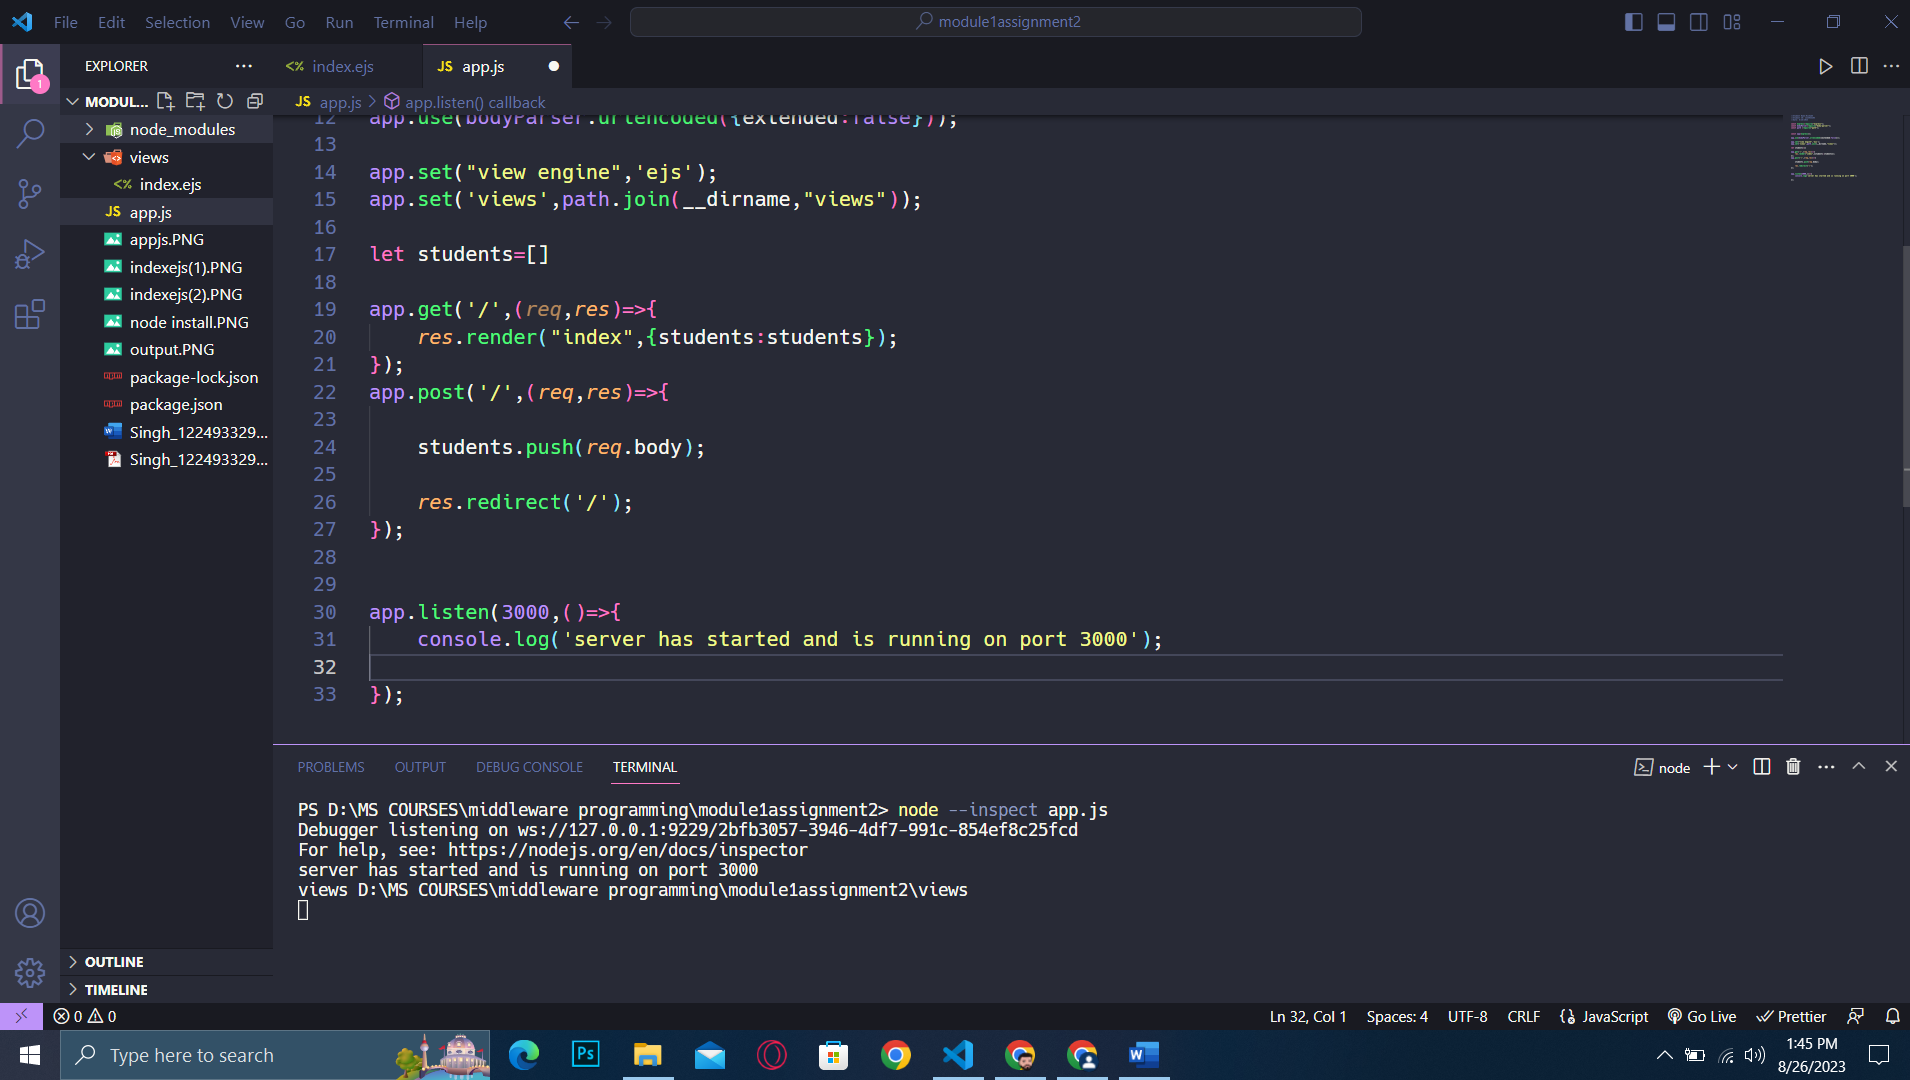 File Edit Selection View Go Run Terminal Help
module1assignment2
EXPLORER
index.ejs
JS app.js
MODUL...
JS app.js > app.listen() callback
node_modules
views
<% index.ejs
JS app.js
appjs.PNG
indexejs(1).PNG
indexejs(2).PNG
node install.PNG
output.PNG
package-lock.json
package.json
Singh_122493329...
Singh_122493329...
OUTLINE
TIMELINE
12 app.use(bodyParser.urlencoded({extended:false}));
13
14 app.set("view engine",'ejs');
15 app.set('views',path.join(__dirname,"views"));
16
17 let students=[]
18
19 app.get('/',(req,res)=>{
20 res.render("index",{students:students});
21 });
22 app.post('/',(req,res)=>{
23
24 students.push(req.body);
25
26 res.redirect('/');
27 });
28
29
30 app.listen(3000,()=>{
31 console.log('server has started and is running on port 3000');
32
33 });
PROBLEMS OUTPUT DEBUG CONSOLE TERMINAL
node
PS D:\MS COURSES\middleware programming\module1assignment2> node --inspect app.js
Debugger listening on ws://127.0.0.1:9229/2bfb3057-3946-4df7-991c-854ef8c25fcd
For help, see: https://nodejs.org/en/docs/inspector
server has started and is running on port 3000
views D:\MS COURSES\middleware programming\module1assignment2\views
0 0
Ln 32, Col 1 Spaces: 4 UTF-8 CRLF JavaScript Go Live Prettier
Type here to search
1:45 PM
8/26/2023